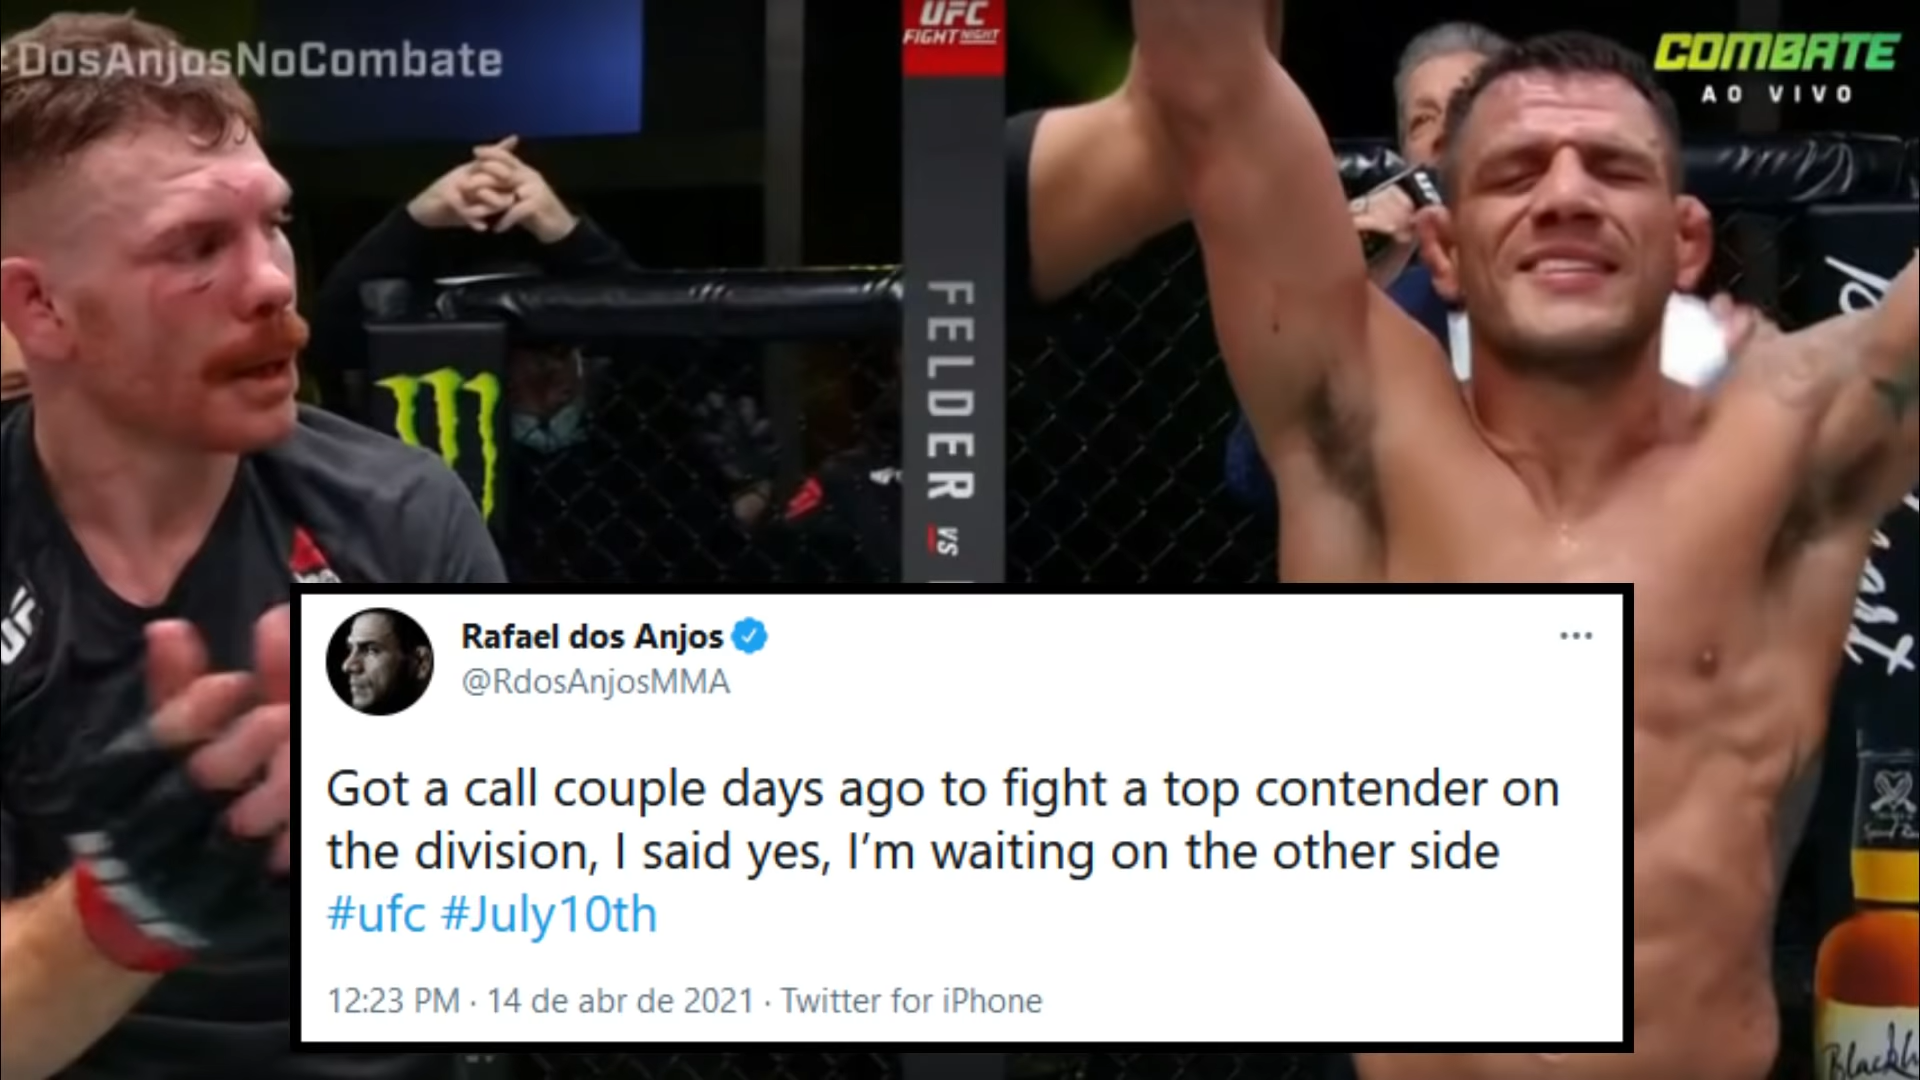 #DosAnjosNoCombate
UFC
FIGHT NIGHT
COMBATE
AO VIVO
FELDER
VS
UF
Rafael dos Anjos
@RdosAnjosMMA
Got a call couple days ago to fight a top contender on
the division, I said yes, I'm waiting on the other side
#ufc #July10th
12:23 PM · 14 de abr de 2021 · Twitter for iPhone